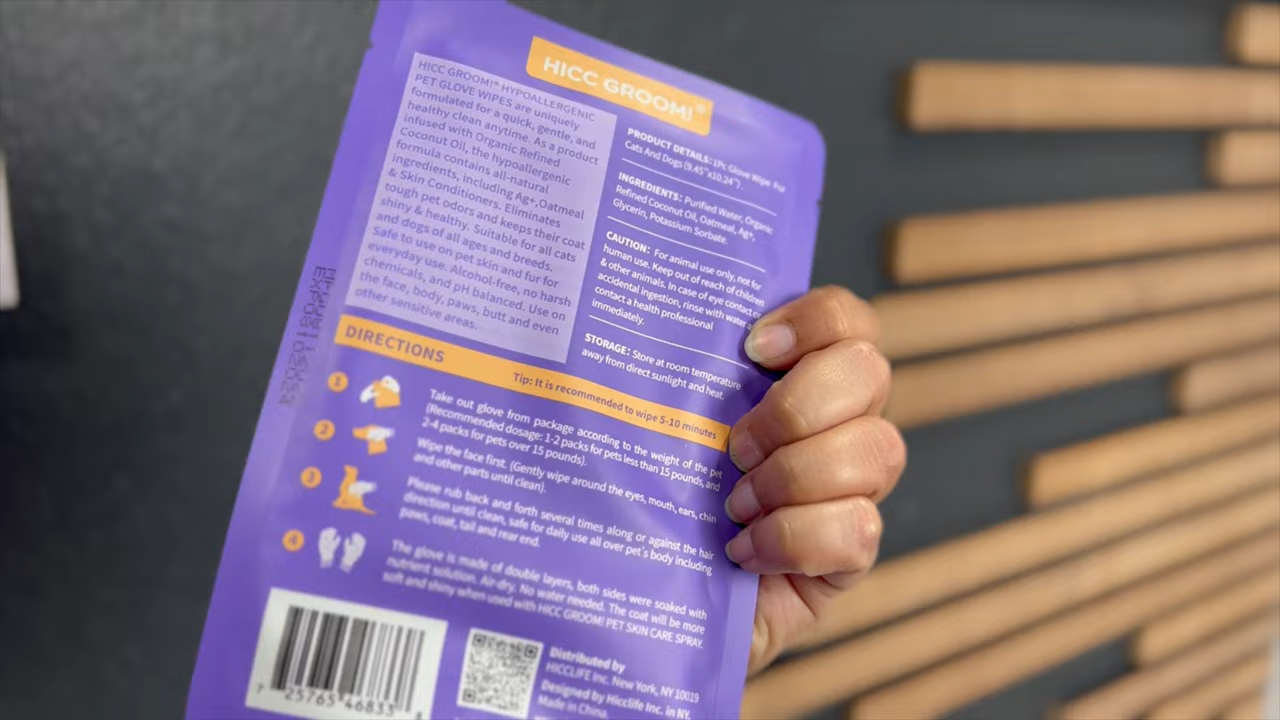 HICC GROOM!®
HICC GROOM!® HYPOALLERGENIC
PET GLOVE WIPES are uniquely
formulated for a quick, gentle, and
healthy clean anytime. As a product
infused with Organic Refined
Coconut Oil, the hypoallergenic
formula contains all-natural
ingredients, including Ag+,Oatmeal
& Skin Conditioners. Eliminates
tough pet odors and keeps their coat
shiny & healthy. Suitable for all cats
and dogs of all ages and breeds.
Safe to use on pet skin and fur for
everyday use. Alcohol-free, no harsh
chemicals, and pH balanced. Use on
the face, body, paws, butt and even
other sensitive areas.
PRODUCT DETAILS: 1Pc Glove Wipe For
Cats And Dogs (9.45"x10.24").
INGREDIENTS: Purified Water, Organic
Refined Coconut Oil, Oatmeal, Ag+,
Glycerin, Potassium Sorbate.
CAUTION: For animal use only, not for
human use. Keep out of reach of children
& other animals. In case of eye contact or
accidental ingestion, rinse with water
contact a health professional
immediately.
STORAGE: Store at room temperature
away from direct sunlight and heat.
DIRECTIONS
Tip: It is recommended to wipe 5-10 minutes
1
Take out glove from package according to the weight of the pet
(Recommended dosage: 1-2 packs for pets less than 15 pounds, and
2-4 packs for pets over 15 pounds).
2
Wipe the face first. (Gently wipe around the eyes, mouth, ears, chin
and other parts until clean).
3
Please rub back and forth several times along or against the hair
direction until clean, safe for daily use all over pet's body including
paws, coat, tail and rear end.
4
The glove is made of double layers, both sides were soaked with
nutrient solution. Air-dry. No water needed. The coat will be more
soft and shiny when used with HICC GROOM! PET SKIN CARE SPRAY.
7 25765 46833
Distributed by
HICCLIFE Inc. New York, NY 10019
Designed by Hicclife Inc. in NY.
Made in China.